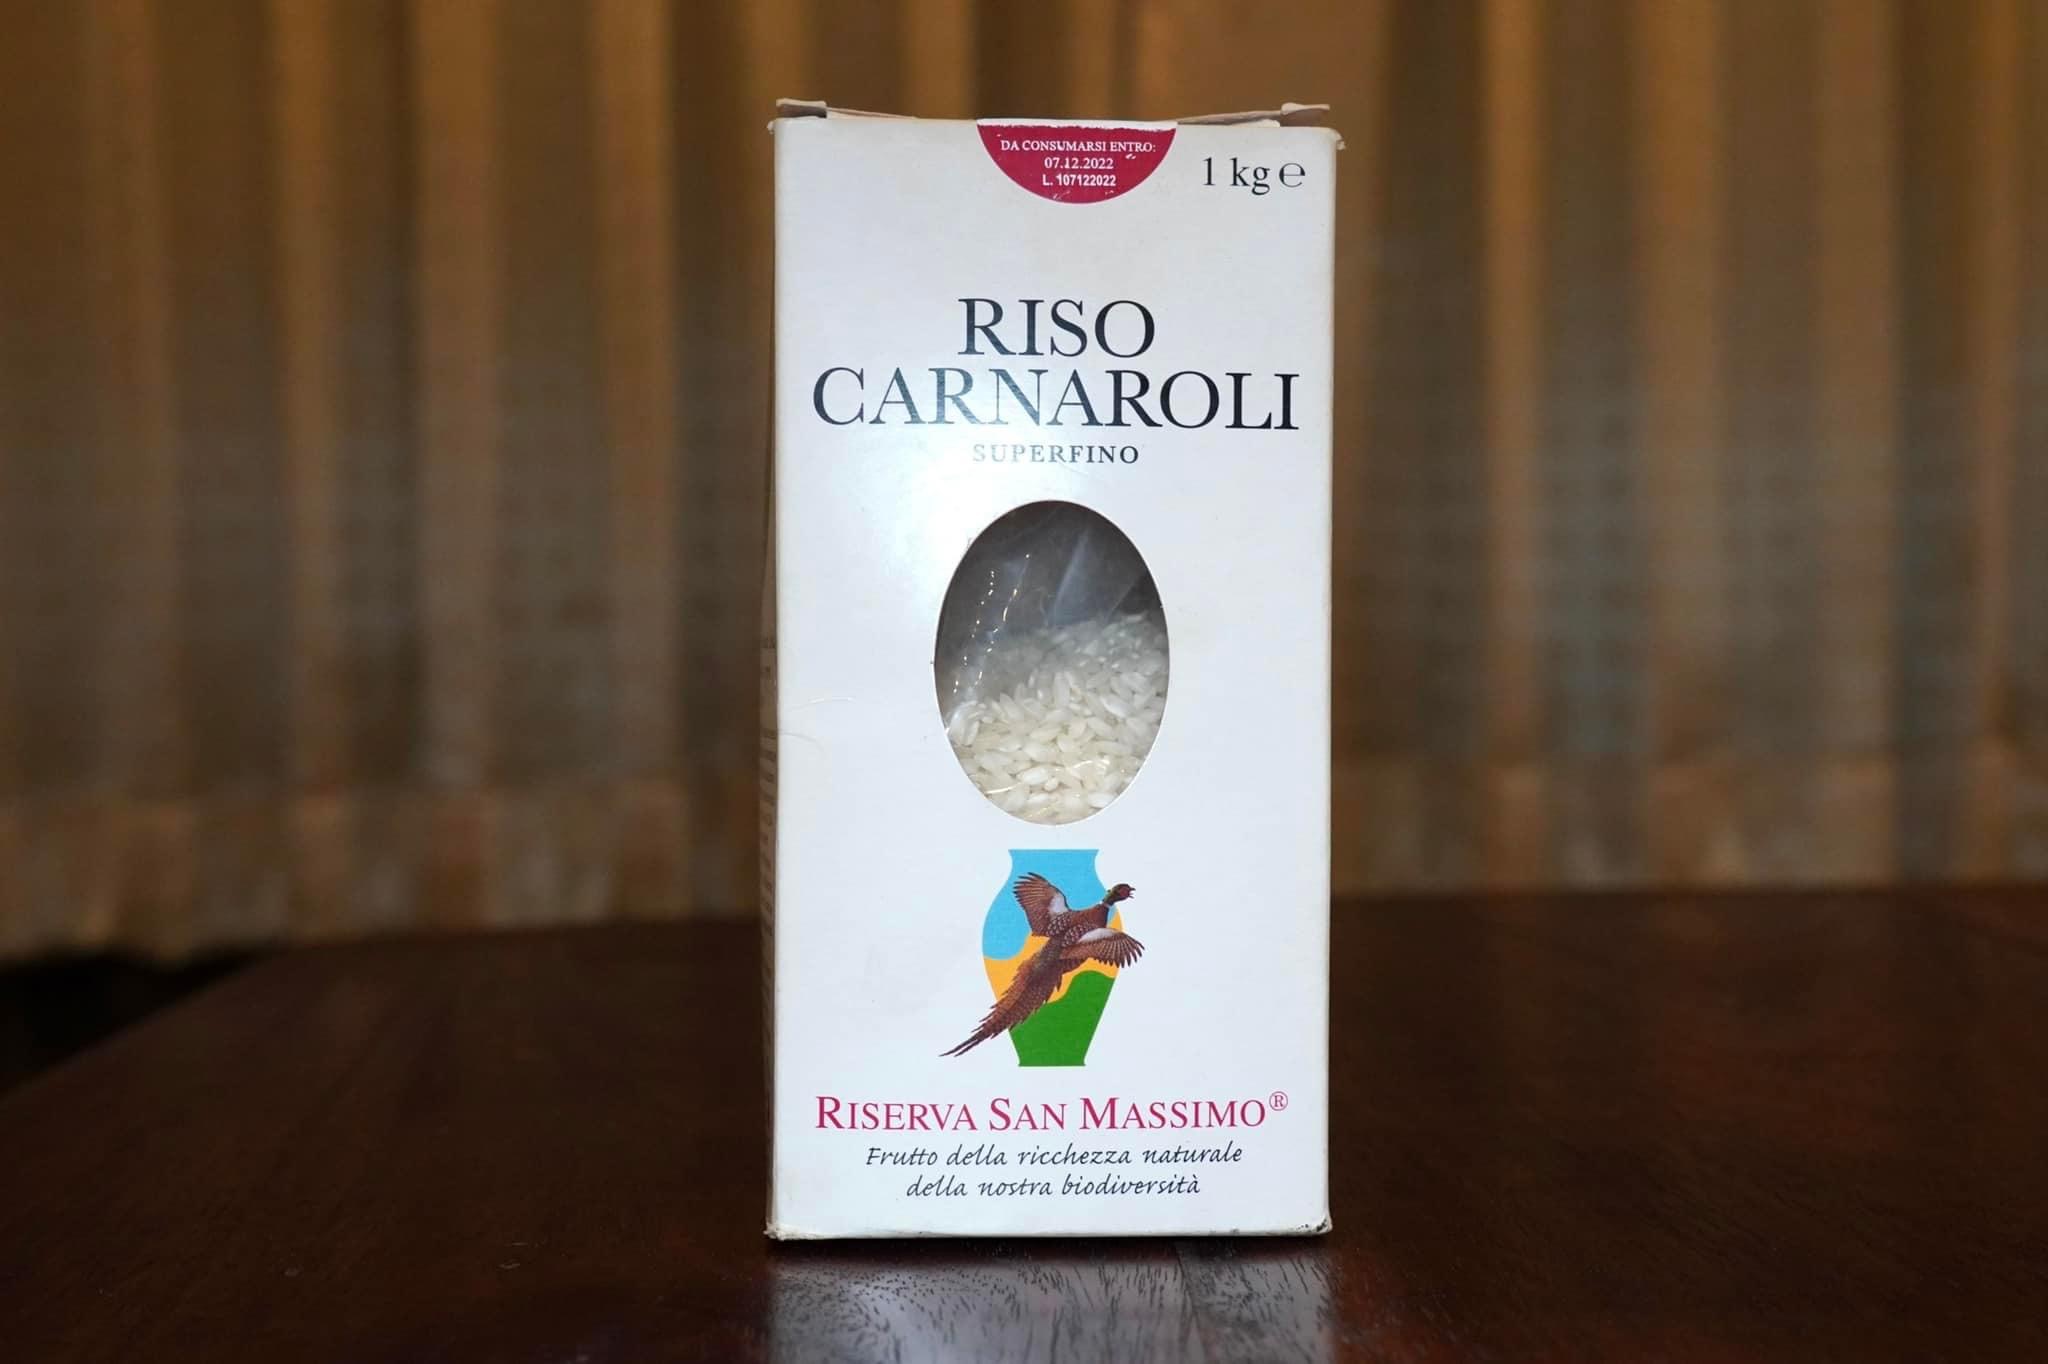 DA CONSUMARSI ENTRO:
07.12.2022
L. 107122022
1 kg ℮
RISO
CARNAROLI
SUPERFINO
RISERVA SAN MASSIMO®
Frutto della ricchezza naturale
della nostra biodiversità